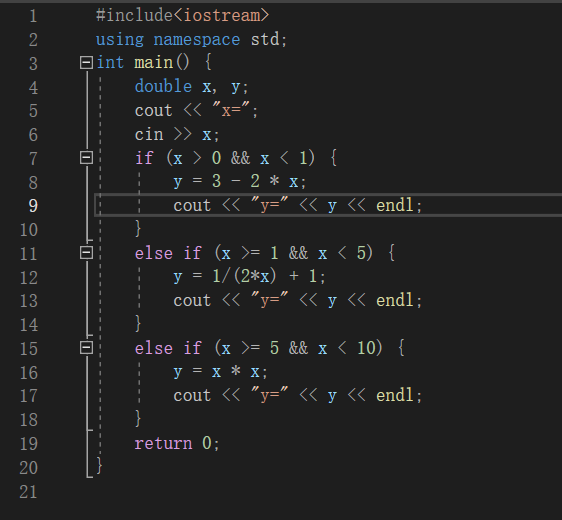 1 #include<iostream>
2 using namespace std;
3 int main() {
4 double x, y;
5 cout << "x=";
6 cin >> x;
7 if (x > 0 && x < 1) {
8 y = 3 - 2 * x;
9 cout << "y=" << y << endl;
10 }
11 else if (x >= 1 && x < 5) {
12 y = 1/(2*x) + 1;
13 cout << "y=" << y << endl;
14 }
15 else if (x >= 5 && x < 10) {
16 y = x * x;
17 cout << "y=" << y << endl;
18 }
19 return 0;
20 }
21